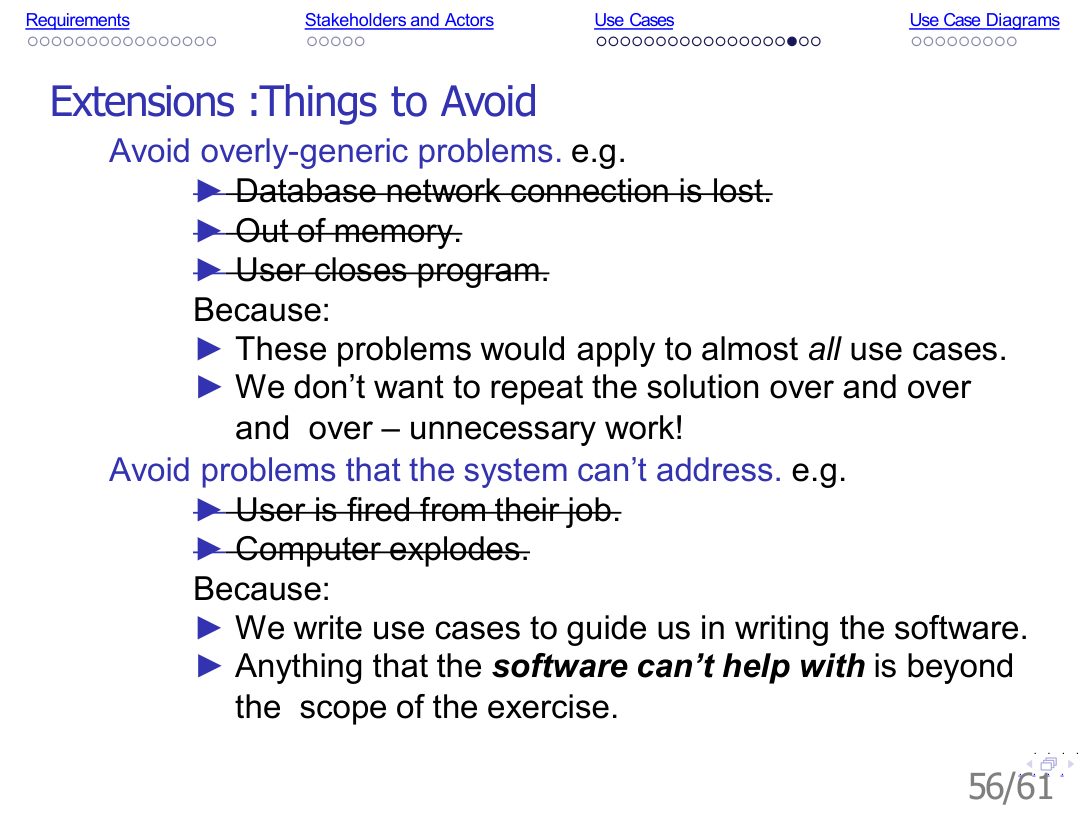 Requirements Stakeholders and Actors Use Cases Use Case Diagrams
Extensions :Things to Avoid
Avoid overly-generic problems. e.g.
► Database network connection is lost.
► Out of memory.
► User closes program.
Because:
► These problems would apply to almost all use cases.
► We don’t want to repeat the solution over and over
and over – unnecessary work!
Avoid problems that the system can’t address. e.g.
► User is fired from their job.
► Computer explodes.
Because:
► We write use cases to guide us in writing the software.
► Anything that the software can’t help with is beyond
the scope of the exercise.
56/61